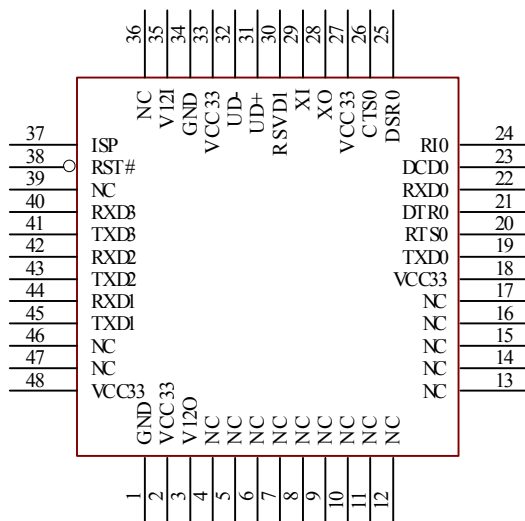 36 35 34 33 32 31 30 29 28 27 26 25
NC V12I GND VCC33 UD- UD+ RSVD1 XI XO VCC33 CTS0 DSR0
37 ISP RI0 24
38 RST# DCD0 23
39 NC RXD0 22
40 RXD3 DTR0 21
41 TXD3 RTS0 20
42 RXD2 TXD0 19
43 TXD2 VCC33 18
44 RXD1 NC 17
45 TXD1 NC 16
46 NC NC 15
47 NC NC 14
48 VCC33 NC 13
GND VCC33 V12O NC NC NC NC NC NC NC NC NC
1 2 3 4 5 6 7 8 9 10 11 12